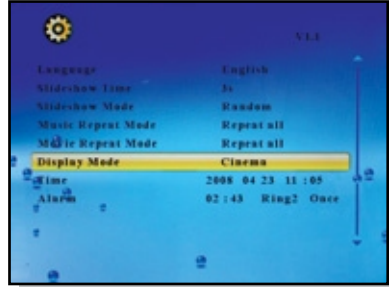 V1.1
Language English
Slideshow Time 3s
Slideshow Mode Random
Music Repeat Mode Repeat all
Movie Repeat Mode Repeat all
Display Mode Cinema
Time 2008 04 23 11 :05
Alarm 02 : 43 Ring2 Once